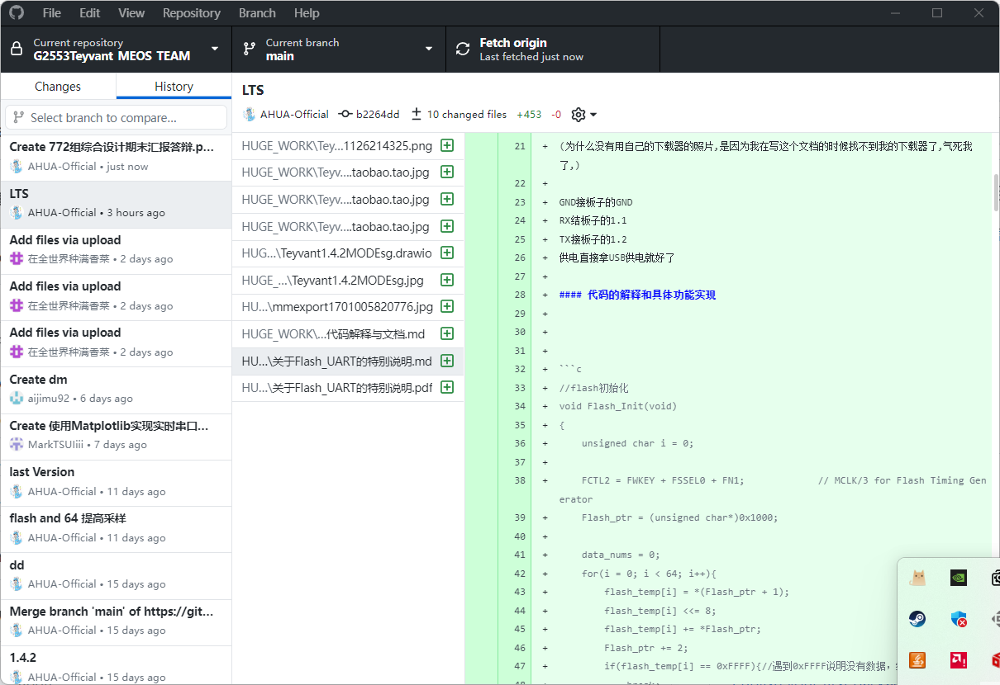 File Edit View Repository Branch Help
Current repository
G2553Teyvant MEOS TEAM
Current branch
main
Fetch origin
Last fetched just now
Changes History
Select branch to compare...
Create 772组综合设计期末汇报答辩.p...
AHUA-Official • just now
LTS
AHUA-Official • 3 hours ago
Add files via upload
在全世界种满香菜 • 2 days ago
Add files via upload
在全世界种满香菜 • 2 days ago
Add files via upload
在全世界种满香菜 • 2 days ago
Create dm
aijimu92 • 6 days ago
Create 使用Matplotlib实现实时串口...
MarkTSUIiii • 7 days ago
last Version
AHUA-Official • 11 days ago
flash and 64 提高采样
AHUA-Official • 11 days ago
dd
AHUA-Official • 15 days ago
Merge branch 'main' of https://git...
AHUA-Official • 15 days ago
1.4.2
AHUA-Official • 15 days ago
LTS
AHUA-Official b2264dd 10 changed files +453 -0
HUGE_WORK\Tey...1126214325.png
HUGE_WORK\Teyv....taobao.tao.jpg
HUGE_WORK\Teyv....taobao.tao.jpg
HUGE_WORK\Teyv....taobao.tao.jpg
HUG...\Teyvant1.4.2MODEsg.drawio
HUGE_...\Teyvant1.4.2MODEsg.jpg
HU...\mmexport1701005820776.jpg
HUGE_WORK\...代码解释与文档.md
HU...\关于Flash_UART的特别说明.md
HU...\关于Flash_UART的特别说明.pdf
21 + (为什么没有用自己的下载器的照片,是因为我在写这个文档的时候找不到我的下载器了,气死我
了,)
22 +
23 + GND接板子的GND
24 + RX结板子的1.1
25 + TX接板子的1.2
26 + 供电直接拿USB供电就好了
27 +
28 + #### 代码的解释和具体功能实现
29 +
30 +
31 +
32 + ```c
33 + //flash初始化
34 + void Flash_Init(void)
35 + {
36 + unsigned char i = 0;
37 +
38 + FCTL2 = FWKEY + FSSEL0 + FN1; // MCLK/3 for Flash Timing Gen
erator
39 + Flash_ptr = (unsigned char*)0x1000;
40 +
41 + data_nums = 0;
42 + for(i = 0; i < 64; i++){
43 + flash_temp[i] = *(Flash_ptr + 1);
44 + flash_temp[i] <<= 8;
45 + flash_temp[i] += *Flash_ptr;
46 + Flash_ptr += 2;
47 + if(flash_temp[i] == 0xFFFF){//遇到0xFFFF说明没有数据，
48 + break;